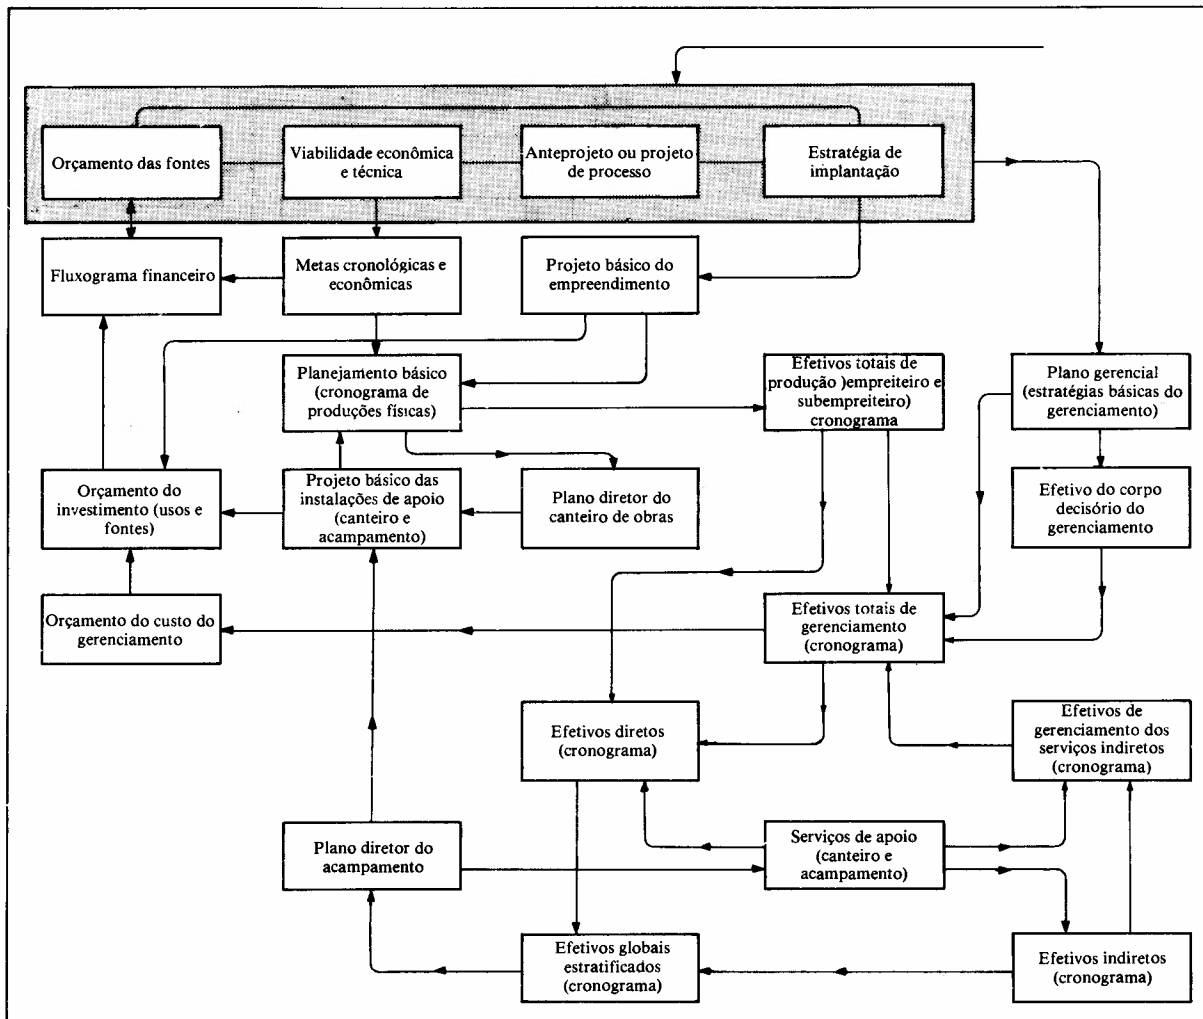 Orçamento das fontes
Viabilidade econômica
e técnica
Anteprojeto ou projeto
de processo
Estratégia de
implantação
Fluxograma financeiro
Metas cronológicas e
econômicas
Projeto básico do
empreendimento
Planejamento básico
(cronograma de
produções físicas)
Efetivos totais de
produção )empreiteiro e
subempreiteiro)
cronograma
Plano gerencial
(estratégias básicas do
gerenciamento)
Orçamento do
investimento (usos e
fontes)
Projeto básico das
instalações de apoio
(canteiro e
acampamento)
Plano diretor do
canteiro de obras
Efetivo do corpo
decisório do
gerenciamento
Orçamento do custo do
gerenciamento
Efetivos totais de
gerenciamento
(cronograma)
Efetivos diretos
(cronograma)
Efetivos de
gerenciamento dos
serviços indiretos
(cronograma)
Plano diretor do
acampamento
Serviços de apoio
(canteiro e
acampamento)
Efetivos globais
estratificados
(cronograma)
Efetivos indiretos
(cronograma)